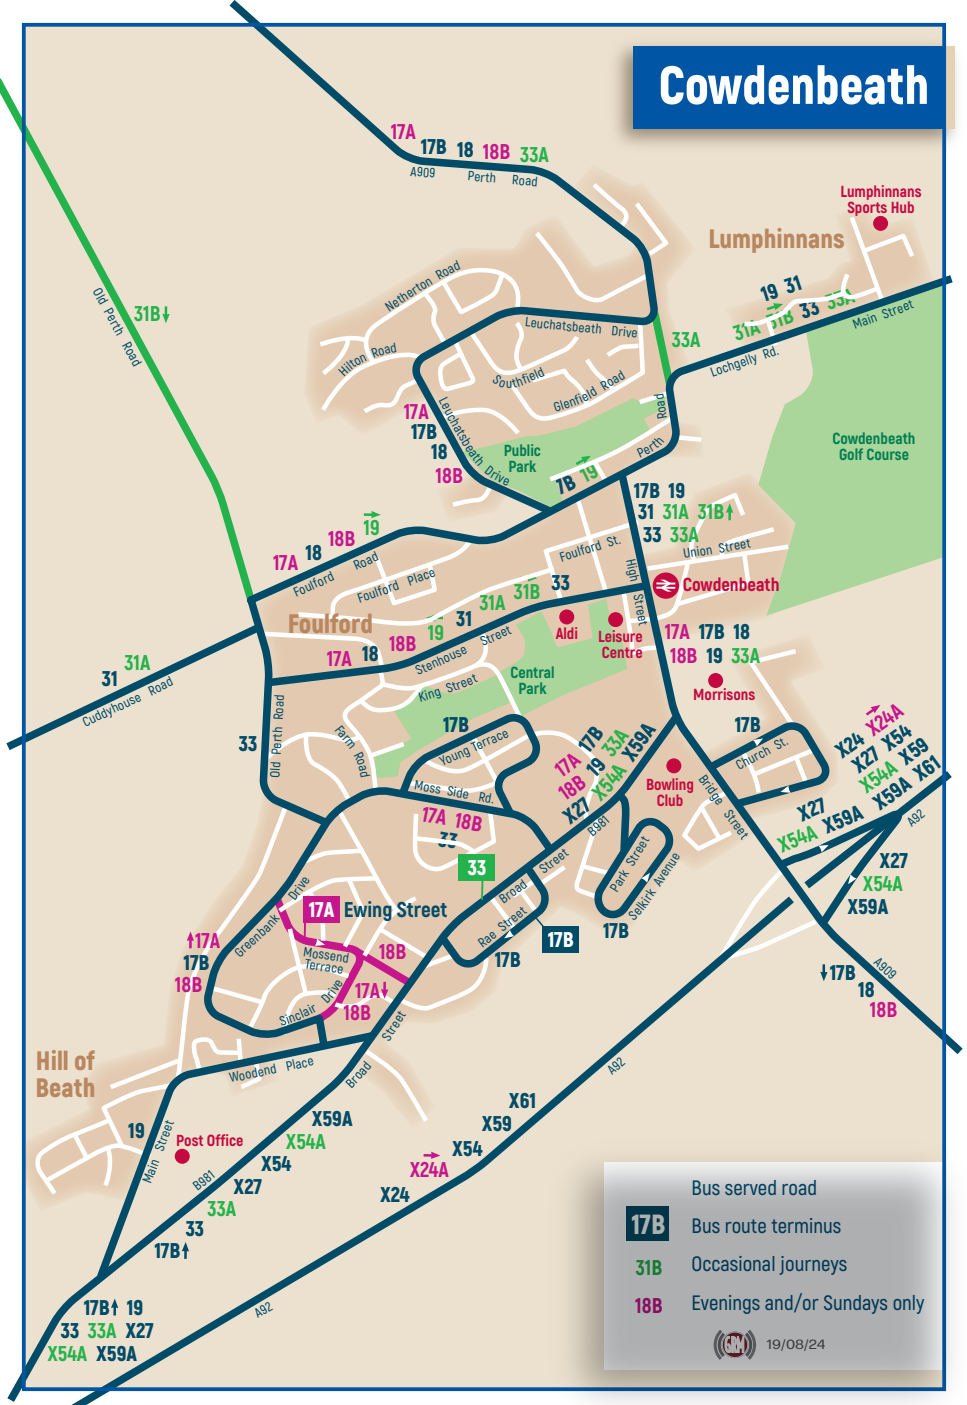 Cowdenbeath
17A
17B 18 18B 33A
A909 Perth Road
Lumphinnans
Sports Hub
Lumphinnans
Old Perth Road
31B↓
Netherton Road
Hilton Road
Leuchatsbeath Drive
Southfield
Glenfield Road
33A
19 31
31A 31B 33 33A
Lochgelly Rd.
Main Street
17A
17B
18
18B
Leuchatsbeath Drive
Public
Park
7B 19
Perth Road
Cowdenbeath
Golf Course
17A 18 18B 19
Foulford Road
Foulford Place
Foulford St.
17B 19
31 31A 31B↑
33 33A
Union Street
High Street
Cowdenbeath
Foulford
17A 18 18B 19 31 31A 31B 33
Stenhouse Street
Aldi
Leisure
Centre
17A 17B 18
18B 19 33A
Morrisons
31 31A
Cuddyhouse Road
King Street
Central
Park
33
Old Perth Road
Farm Road
17B
Young Terrace
Moss Side Rd.
17A 18B
33
17A 17B
18B 19 33A
X27 X54A X59A
B981
Bowling
Club
17B
Church St.
Bridge Street
X24 X24A
X27 X54
X54A X59
X59A X61
A92
X27
X54A X59A
X27
X54A
X59A
33
Broad Street
Rae Street
17B
17B
Park Street
Selkirk Avenue
17B
17A Ewing Street
Greenbank Drive
Mossend
Terrace
18B
↑17A
17B
18B
17A↓
18B
Sinclair Drive
Broad Street
Woodend Place
↓17B
18
18B
A909
Hill of
Beath
19
Main Street
Post Office
B981
X59A
X54A
X54
X27
33A
33
17B↑
A92
X61
X59
X54
X24A
X24
A92
17B↑ 19
33 33A X27
X54A X59A
Bus served road
17B Bus route terminus
31B Occasional journeys
18B Evenings and/or Sundays only
19/08/24